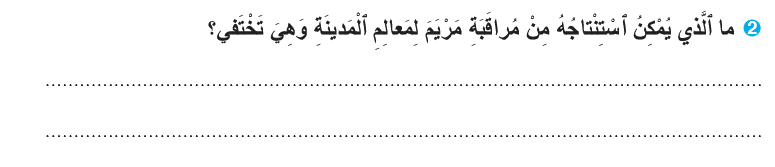 2 ما ٱلَّذي يُمْكِنُ ٱسْتِنْتاجُهُ مِنْ مُراقَبَةِ مَرْيَمَ لِمَعالِمِ ٱلْمَدينَةِ وَهِيَ تَخْتَفي؟